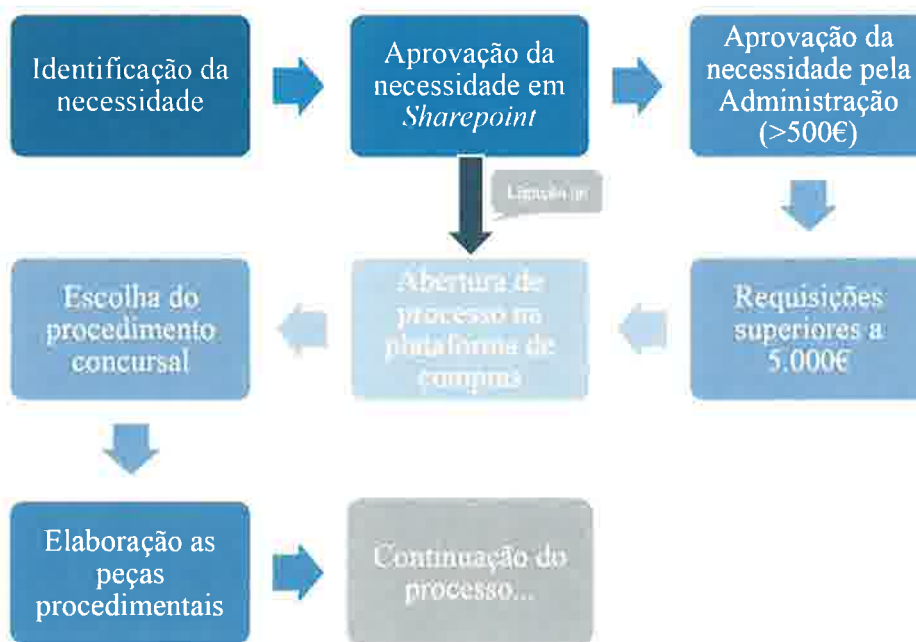 Identificação da
necessidade
Aprovação da
necessidade em
Sharepoint
Aprovação da
necessidade pela
Administração
(>500€)
Ligação
Escolha do
procedimento
concursal
Abertura de
processo na
plataforma de
compras
Requisições
superiores a
5.000€
Elaboração as
peças
procedimentais
Continuação do
processo...